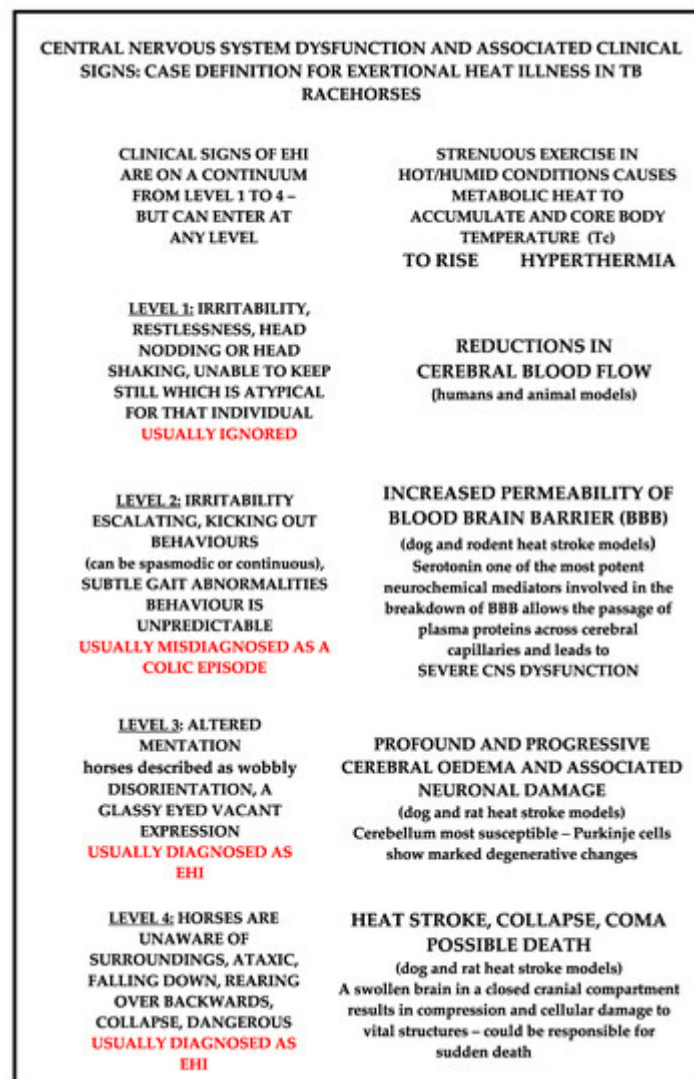 CENTRAL NERVOUS SYSTEM DYSFUNCTION AND ASSOCIATED CLINICAL
SIGNS: CASE DEFINITION FOR EXERTIONAL HEAT ILLNESS IN TB
RACEHORSES
CLINICAL SIGNS OF EHI
ARE ON A CONTINUUM
FROM LEVEL 1 TO 4 –
BUT CAN ENTER AT
ANY LEVEL
STRENUOUS EXERCISE IN
HOT/HUMID CONDITIONS CAUSES
METABOLIC HEAT TO
ACCUMULATE AND CORE BODY
TEMPERATURE (Tc)
TO RISE HYPERTHERMIA
LEVEL 1: IRRITABILITY,
RESTLESSNESS, HEAD
NODDING OR HEAD
SHAKING, UNABLE TO KEEP
STILL WHICH IS ATYPICAL
FOR THAT INDIVIDUAL
USUALLY IGNORED
REDUCTIONS IN
CEREBRAL BLOOD FLOW
(humans and animal models)
LEVEL 2: IRRITABILITY
ESCALATING, KICKING OUT
BEHAVIOURS
(can be spasmodic or continuous),
SUBTLE GAIT ABNORMALITIES
BEHAVIOUR IS
UNPREDICTABLE
USUALLY MISDIAGNOSED AS A
COLIC EPISODE
INCREASED PERMEABILITY OF
BLOOD BRAIN BARRIER (BBB)
(dog and rodent heat stroke models)
Serotonin one of the most potent
neurochemical mediators involved in the
breakdown of BBB allows the passage of
plasma proteins across cerebral
capillaries and leads to
SEVERE CNS DYSFUNCTION
LEVEL 3: ALTERED
MENTATION
horses described as wobbly
DISORIENTATION, A
GLASSY EYED VACANT
EXPRESSION
USUALLY DIAGNOSED AS
EHI
PROFOUND AND PROGRESSIVE
CEREBRAL OEDEMA AND ASSOCIATED
NEURONAL DAMAGE
(dog and rat heat stroke models)
Cerebellum most susceptible – Purkinje cells
show marked degenerative changes
LEVEL 4: HORSES ARE
UNAWARE OF
SURROUNDINGS, ATAXIC,
FALLING DOWN, REARING
OVER BACKWARDS,
COLLAPSE, DANGEROUS
USUALLY DIAGNOSED AS
EHI
HEAT STROKE, COLLAPSE, COMA
POSSIBLE DEATH
(dog and rat heat stroke models)
A swollen brain in a closed cranial compartment
results in compression and cellular damage to
vital structures – could be responsible for
sudden death